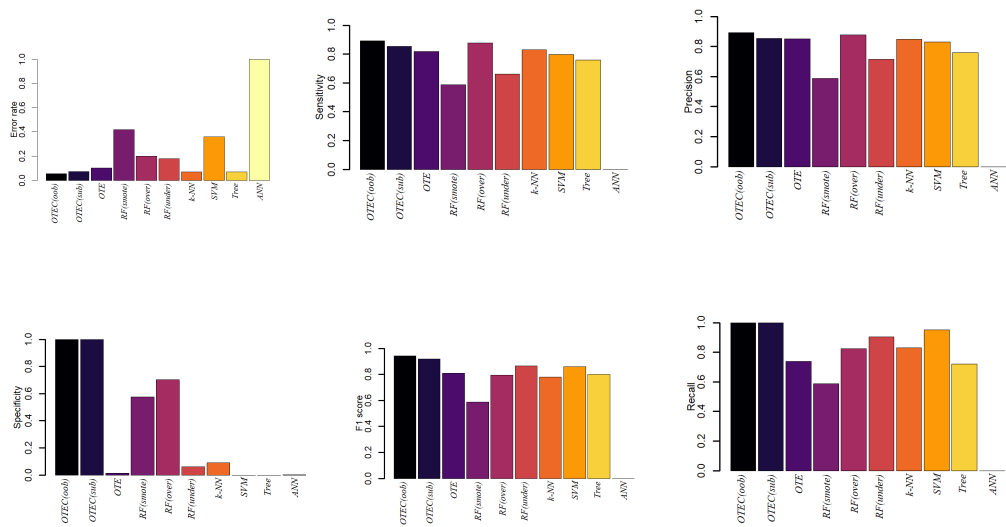 Error rate
0.0 0.2 0.4 0.6 0.8 1.0
OTEC(oob)
OTEC(sub)
OTE
RF(smote)
RF(over)
RF(under)
k-NN
SVM
Tree
ANN
Sensitivity
0.0 0.2 0.4 0.6 0.8 1.0
OTEC(oob)
OTEC(sub)
OTE
RF(smote)
RF(over)
RF(under)
k-NN
SVM
Tree
ANN
Precision
0.0 0.2 0.4 0.6 0.8 1.0
OTEC(oob)
OTEC(sub)
OTE
RF(smote)
RF(over)
RF(under)
k-NN
SVM
Tree
ANN
Specificity
0.0 0.2 0.4 0.6 0.8 1.0
OTEC(oob)
OTEC(sub)
OTE
RF(smote)
RF(over)
RF(under)
k-NN
SVM
Tree
ANN
F1 score
0.0 0.2 0.4 0.6 0.8 1.0
OTEC(oob)
OTEC(sub)
OTE
RF(smote)
RF(over)
RF(under)
k-NN
SVM
Tree
ANN
Recall
0.0 0.2 0.4 0.6 0.8 1.0
OTEC(oob)
OTEC(sub)
OTE
RF(smote)
RF(over)
RF(under)
k-NN
SVM
Tree
ANN